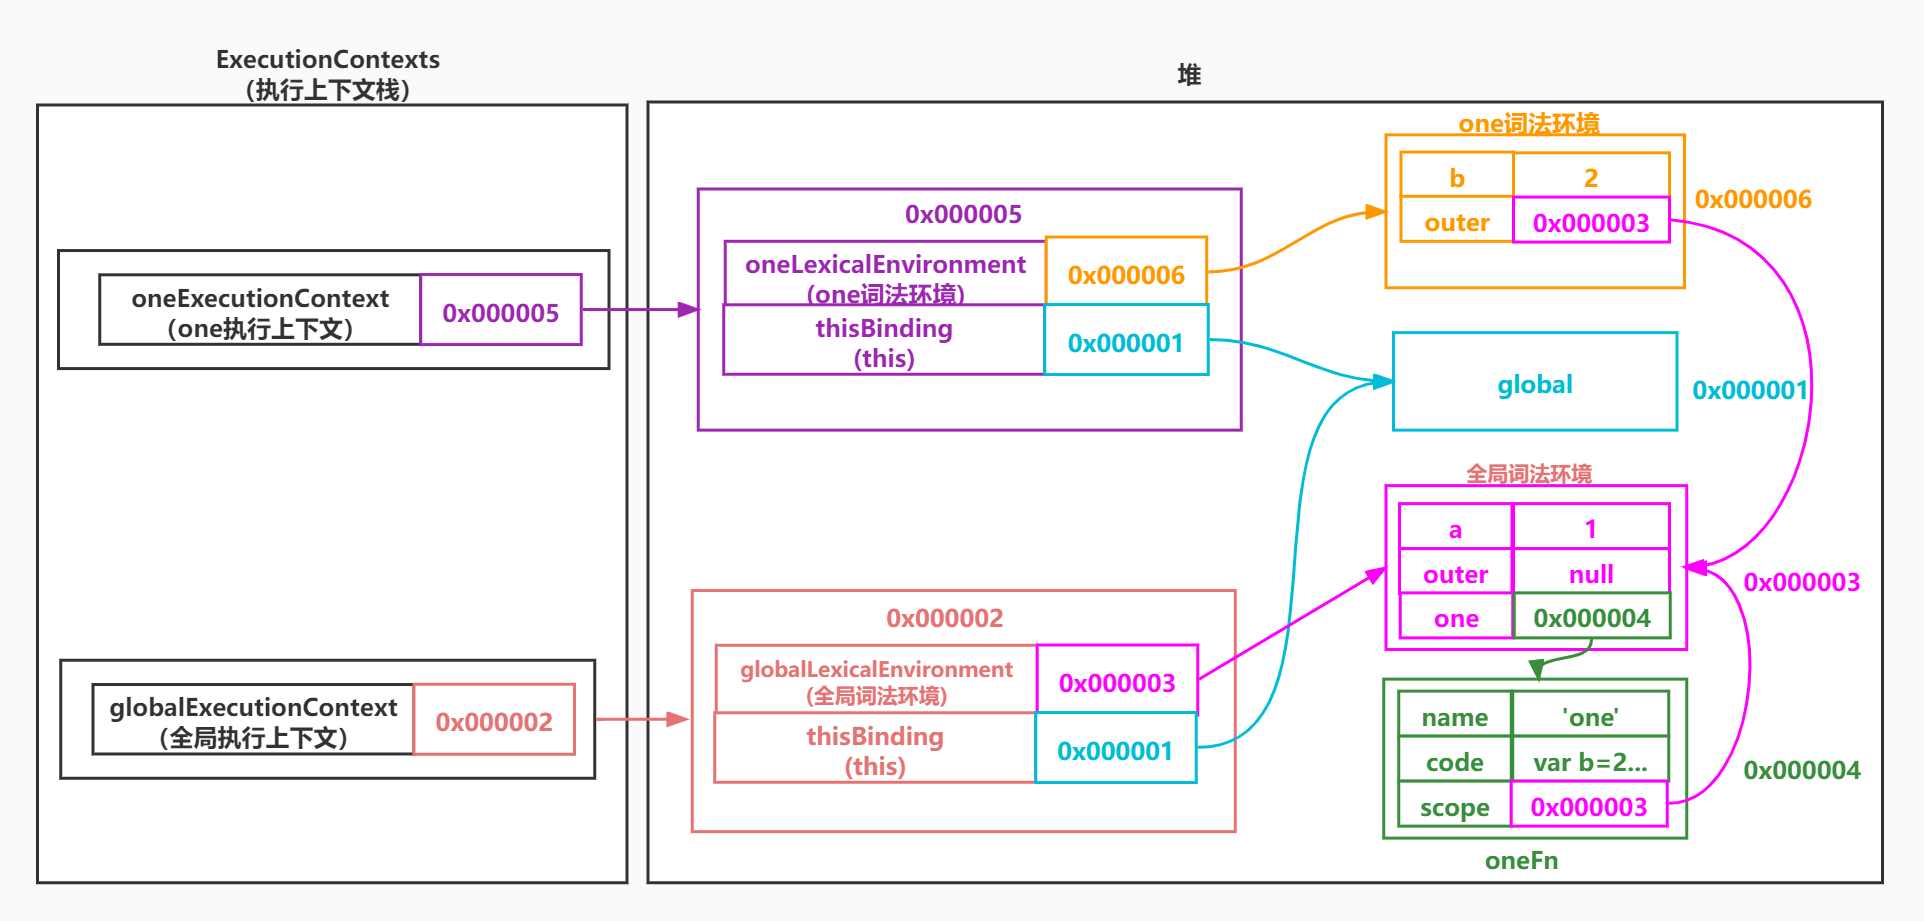 ExecutionContexts
（执行上下文栈）
堆
oneExecutionContext
（one执行上下文）
0x000005
globalExecutionContext
（全局执行上下文）
0x000002
0x000005
oneLexicalEnvironment
(one词法环境)
0x000006
thisBinding
(this)
0x000001
0x000002
globalLexicalEnvironment
(全局词法环境)
0x000003
thisBinding
(this)
0x000001
one词法环境
b
2
outer
0x000003
0x000006
global
0x000001
全局词法环境
a
1
outer
null
one
0x000004
0x000003
name
'one'
code
var b=2...
scope
0x000003
0x000004
oneFn